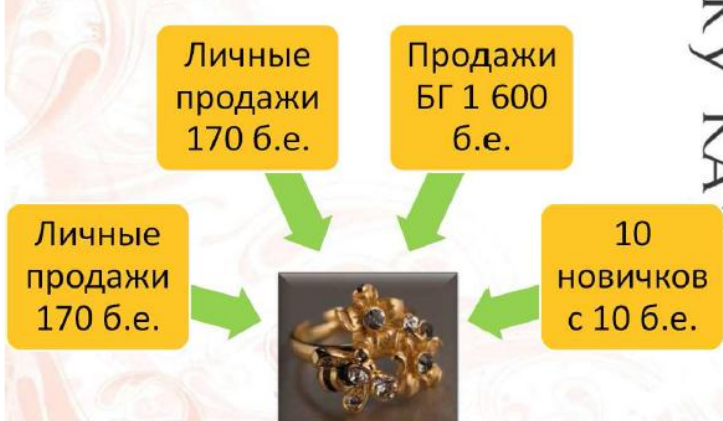 Личные
продажи
170 б.е.
Продажи
БГ 1 600
б.е.
Личные
продажи
170 б.е.
10
новичков
с 10 б.е.